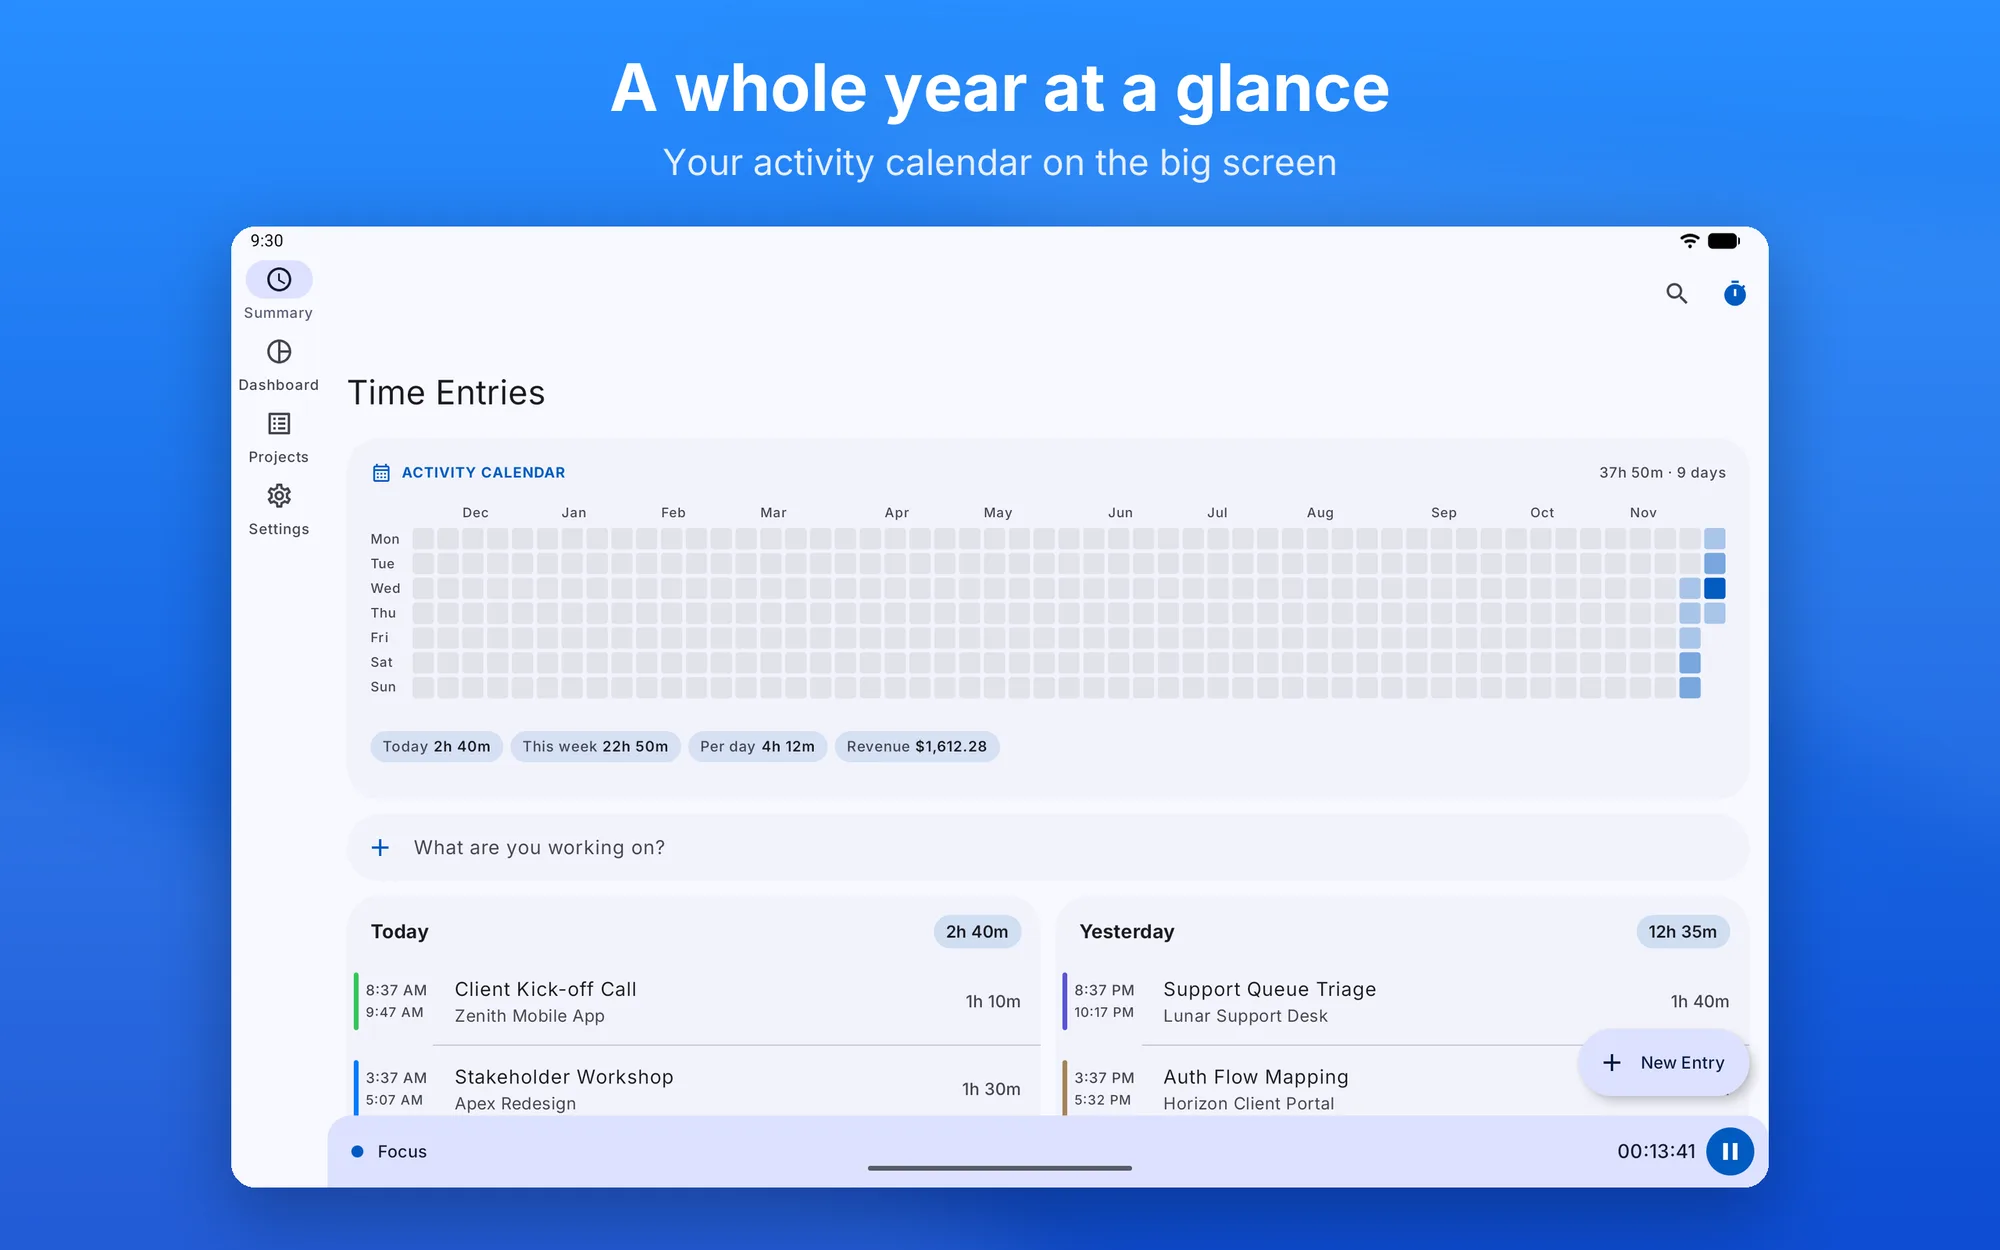 A whole year at a glance
Your activity calendar on the big screen
9:30
Summary
Dashboard
Projects
Settings
Time Entries
ACTIVITY CALENDAR
37h 50m · 9 days
Dec Jan Feb Mar Apr May Jun Jul Aug Sep Oct Nov
Mon
Tue
Wed
Thu
Fri
Sat
Sun
Today 2h 40m
This week 22h 50m
Per day 4h 12m
Revenue $1,612.28
What are you working on?
Today
2h 40m
8:37 AM
9:47 AM
Client Kick-off Call
Zenith Mobile App
1h 10m
3:37 AM
5:07 AM
Stakeholder Workshop
Apex Redesign
1h 30m
Yesterday
12h 35m
8:37 PM
10:17 PM
Support Queue Triage
Lunar Support Desk
1h 40m
3:37 PM
5:32 PM
Auth Flow Mapping
Horizon Client Portal
New Entry
Focus
00:13:41